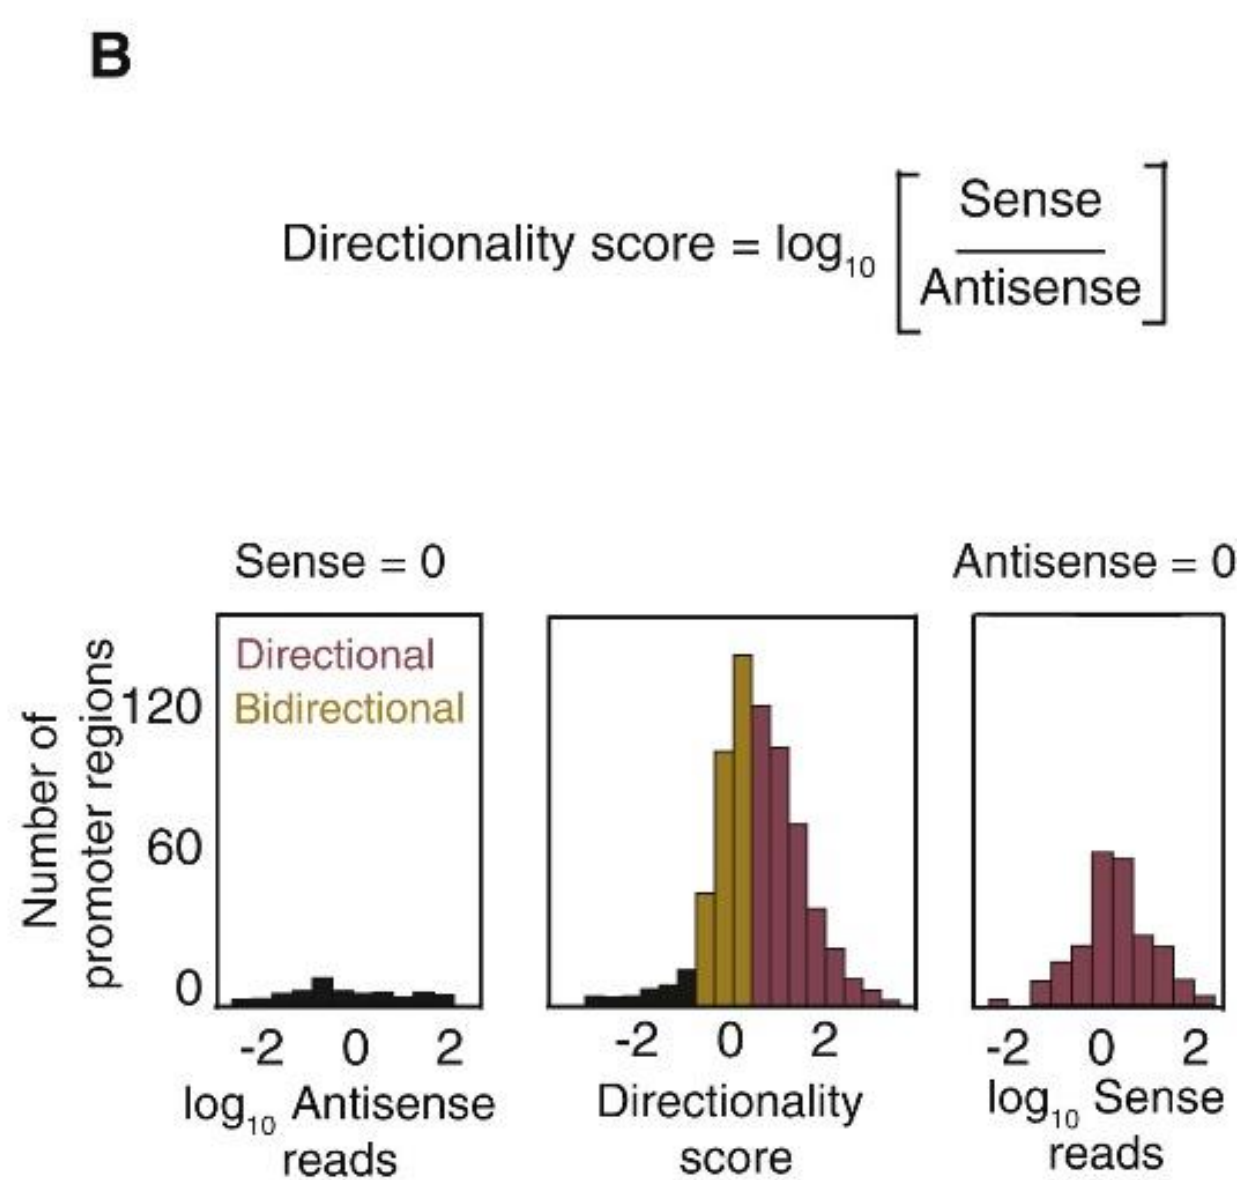 B
Directionality score = log10 [ Sense
Antisense ]
Sense = 0
Antisense = 0
Number of
promoter regions
120
60
0
Directional
Bidirectional
-2 0 2
-2 0 2
-2 0 2
log10 Antisense
reads
Directionality
score
log10 Sense
reads